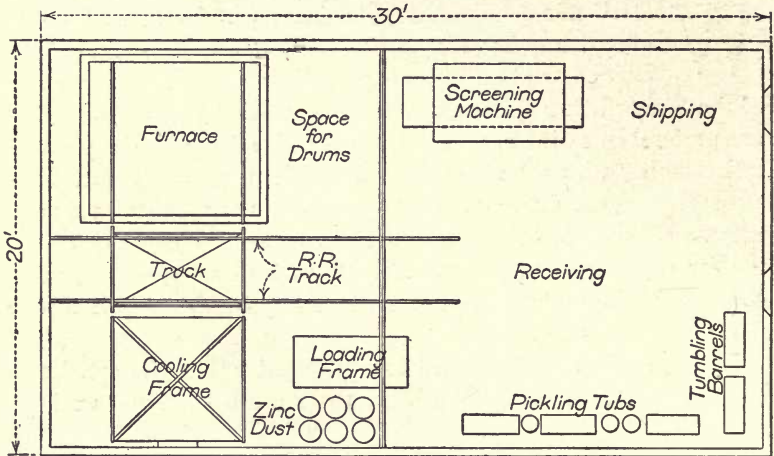 30'
20'
Furnace
Space
for
Drums
Screening
Machine
Shipping
Truck
R.R.
Track
Receiving
Cooling
Frame
Loading
Frame
Zinc
Dust
Pickling Tubs
Tumbling
Barrels